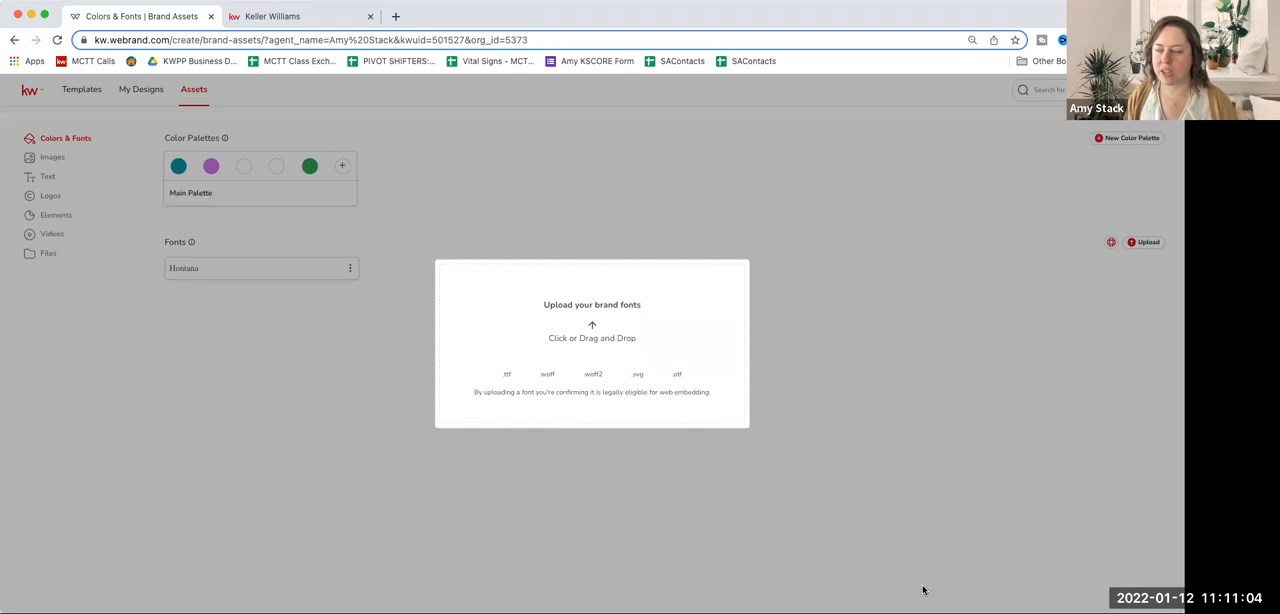 Colors & Fonts | Brand Assets
kw Keller Williams
kw.webrand.com/create/brand-assets/?agent_name=Amy%20Stack&kwuid=501527&org_id=5373
Apps kw MCTT Calls KWPP Business D... MCTT Class Exch... PIVOT SHIFTERS:... Vital Signs - MCT... Amy KSCORE Form SAContacts SAContacts Other Bo
kw Templates My Designs Assets Search for
Amy Stack
Colors & Fonts
Images
Text
Logos
Elements
Videos
Files
Color Palettes
New Color Palette
Main Palette
Fonts
Upload
Hontana
Upload your brand fonts
Click or Drag and Drop
.ttf .woff .woff2 .svg .otf
By uploading a font you're confirming it is legally eligible for web embedding.
2022-01-12 11:11:04